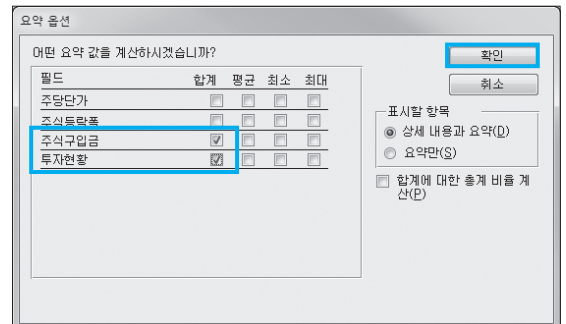 요약 옵션
어떤 요약 값을 계산하시겠습니까?
필드 합계 평균 최소 최대
주당단가
주식등락폭
주식구입금
투자현황
확인
취소
표시할 항목
상세 내용과 요약(D)
요약만(S)
합계에 대한 총계 비율 계
산(P)